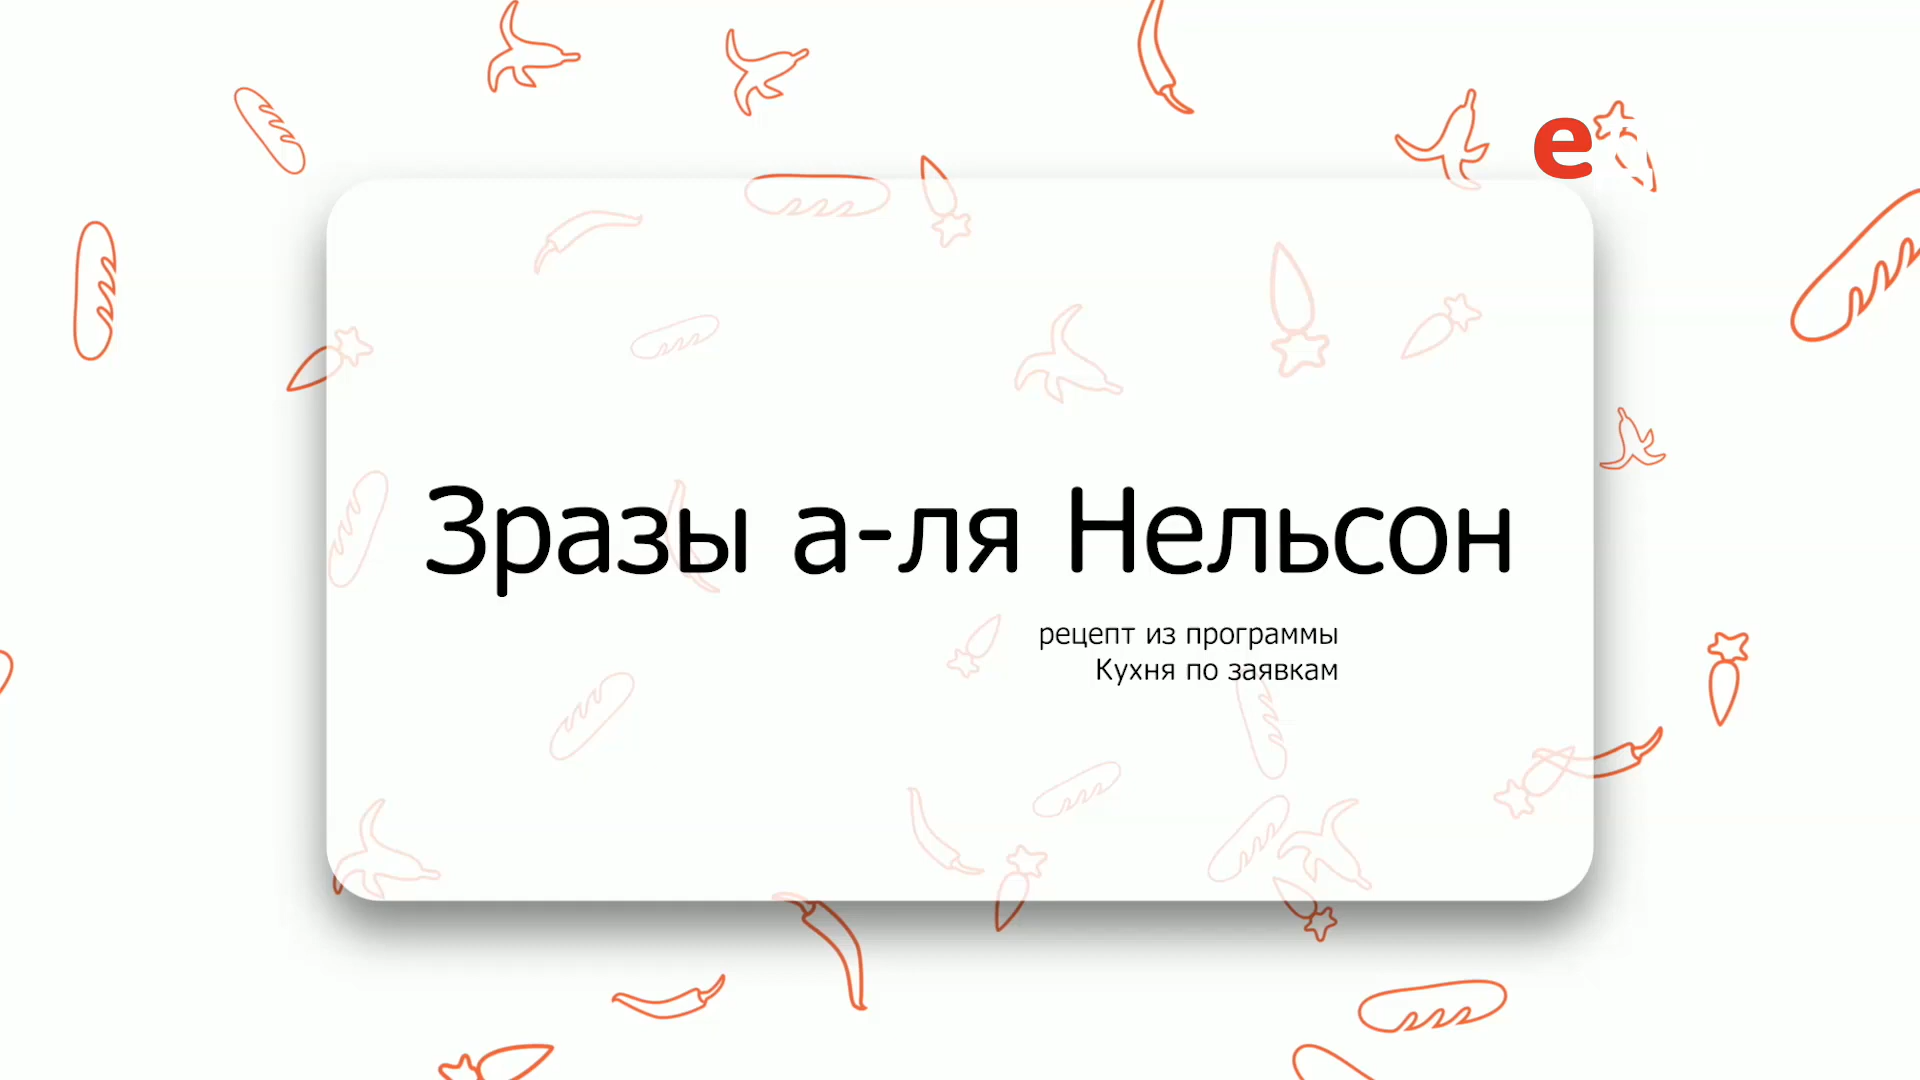 е
Зразы а-ля Нельсон
рецепт из программы
Кухня по заявкам